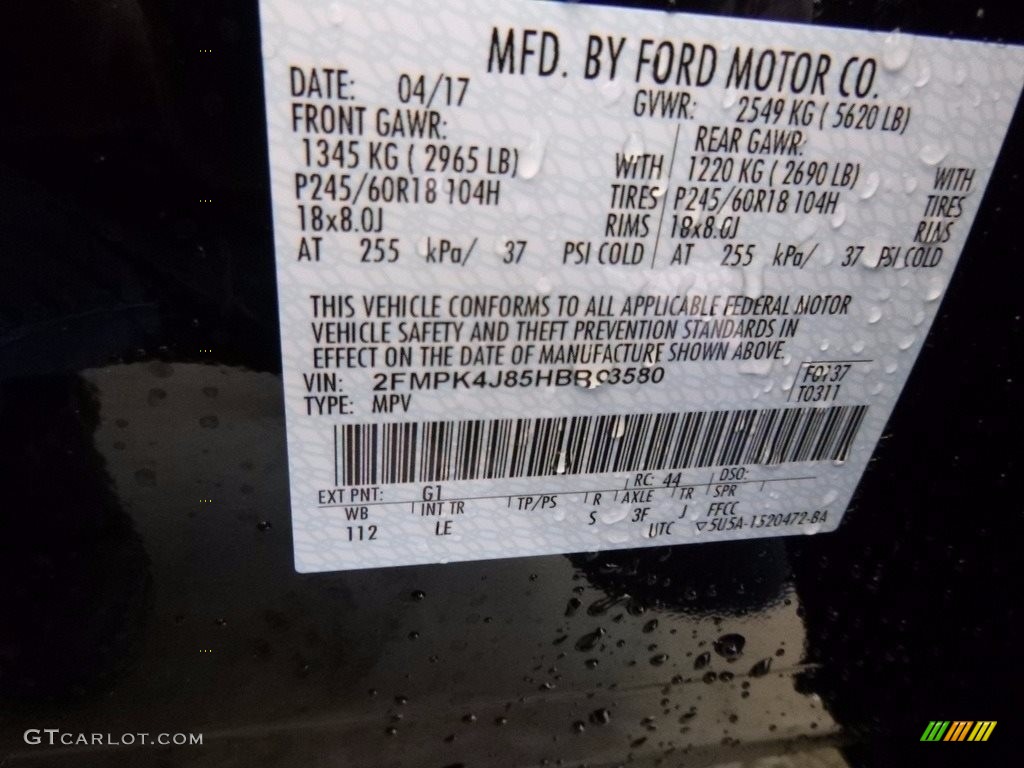 MFD. BY FORD MOTOR CO.
DATE: 04/17 GVWR: 2549 KG ( 5620 LB)
FRONT GAWR: REAR GAWR:
1345 KG ( 2965 LB) WITH 1220 KG ( 2690 LB) WITH
P245/60R18 104H TIRES P245/60R18 104H TIRES
18x8.0J RIMS 18x8.0J RIMS
AT 255 kPa/ 37 PSI COLD AT 255 kPa/ 37 PSI COLD
THIS VEHICLE CONFORMS TO ALL APPLICABLE FEDERAL MOTOR
VEHICLE SAFETY AND THEFT PREVENTION STANDARDS IN
EFFECT ON THE DATE OF MANUFACTURE SHOWN ABOVE.
VIN: F0137
TYPE: MPV T0311
EXT PNT: G1 RC: 44 DSO:
WB INT TR TP/PS R AXLE TR SPR
112 LE S 3F J FFCC
UTC ▽5U5A-1520472-BA
GTCARLOT.COM